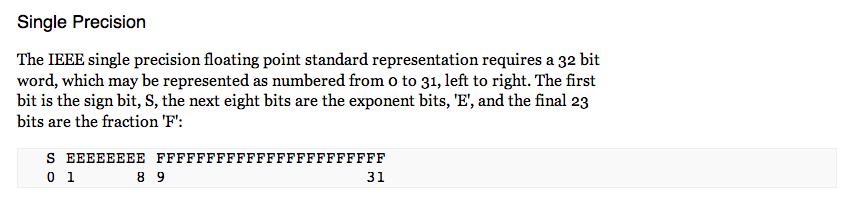 Single Precision
The IEEE single precision floating point standard representation requires a 32 bit
word, which may be represented as numbered from 0 to 31, left to right. The first
bit is the sign bit, S, the next eight bits are the exponent bits, 'E', and the final 23
bits are the fraction 'F':
S EEEEEEEE FFFFFFFFFFFFFFFFFFFFFFF
0 1      8 9                    31